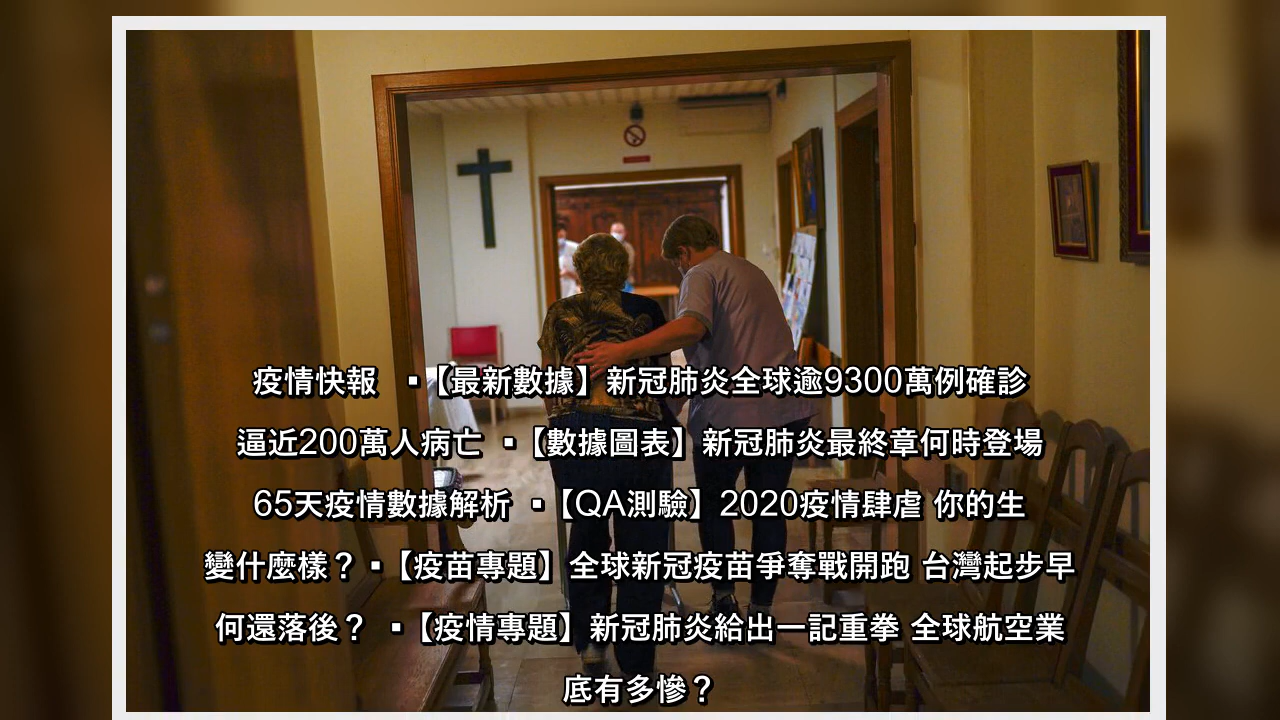 疫情快報 ▪【最新數據】新冠肺炎全球逾9300萬例確診
逼近200萬人病亡 ▪【數據圖表】新冠肺炎最終章何時登場
65天疫情數據解析 ▪【QA測驗】2020疫情肆虐 你的生
變什麼樣？▪【疫苗專題】全球新冠疫苗爭奪戰開跑 台灣起步早
何還落後？ ▪【疫情專題】新冠肺炎給出一記重拳 全球航空業
底有多慘？